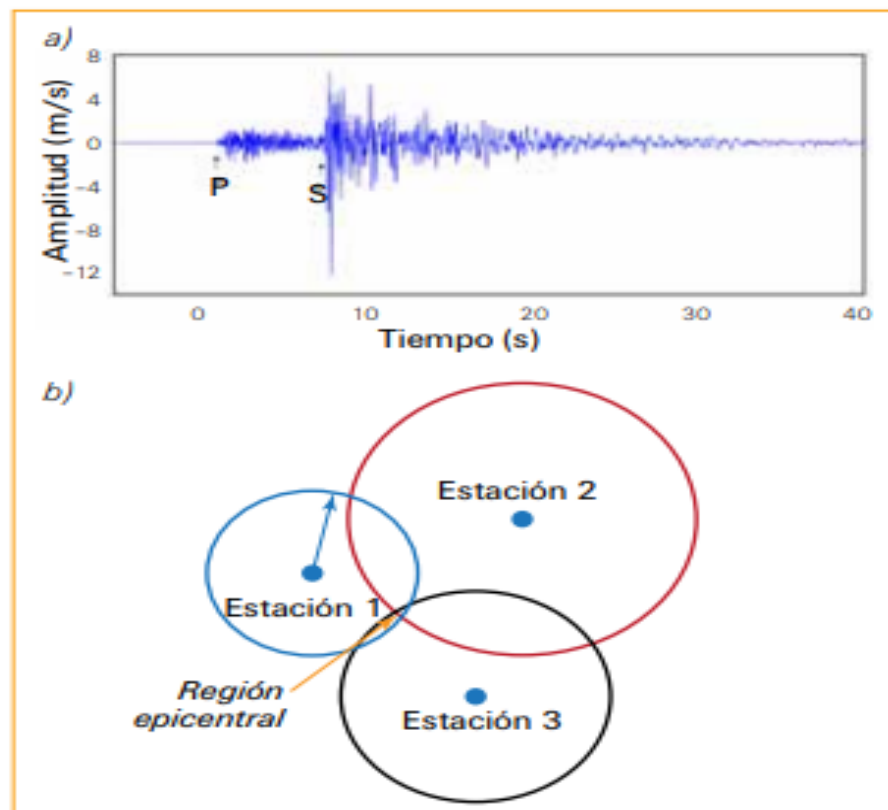 a)
8
4
0
-4
-8
-12
Amplitud (m/s)
P
S
0 10 20 30 40
Tiempo (s)
b)
Estación 2
Estación 1
Región
epicentral
Estación 3